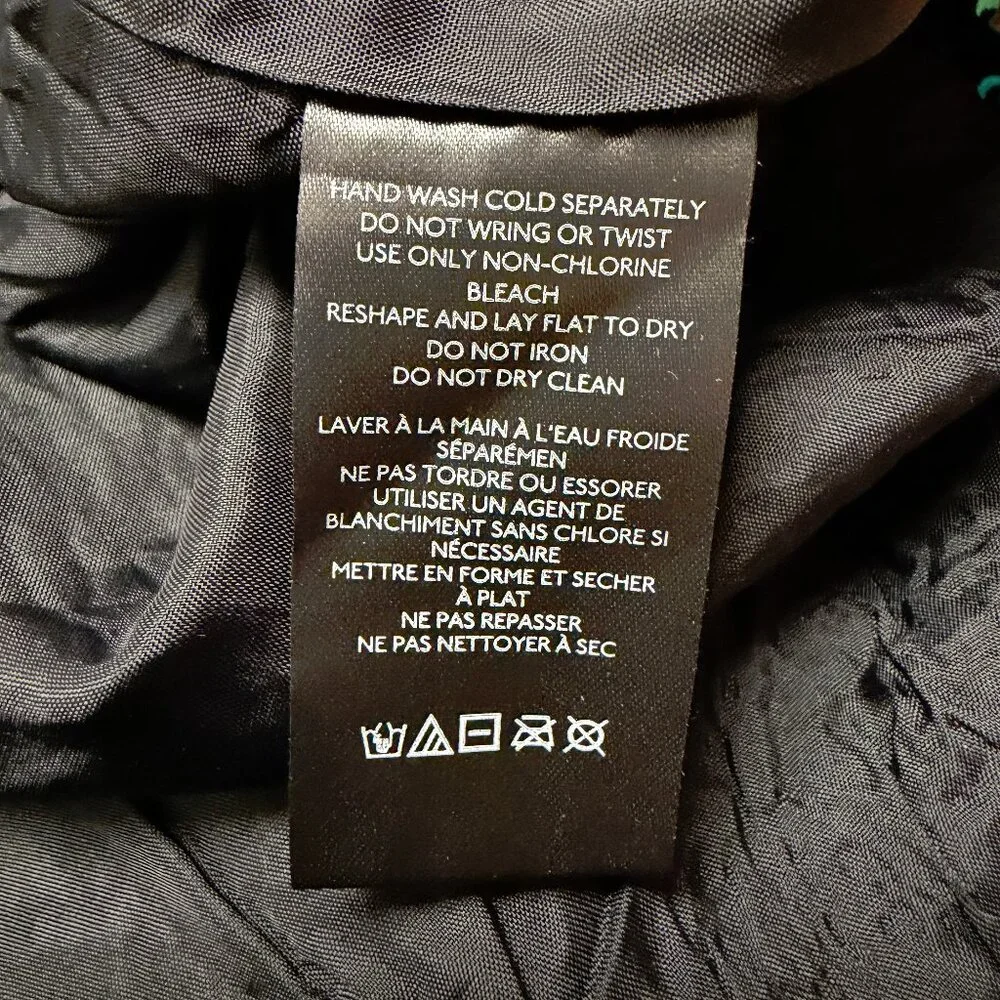 HAND WASH COLD SEPARATELY
DO NOT WRING OR TWIST
USE ONLY NON-CHLORINE
BLEACH
RESHAPE AND LAY FLAT TO DRY
DO NOT IRON
DO NOT DRY CLEAN
LAVER À LA MAIN À L'EAU FROIDE
SÉPARÉMEN
NE PAS TORDRE OU ESSORER
UTILISER UN AGENT DE
BLANCHIMENT SANS CHLORE SI
NÉCESSAIRE
METTRE EN FORME ET SECHER
À PLAT
NE PAS REPASSER
NE PAS NETTOYER À SEC